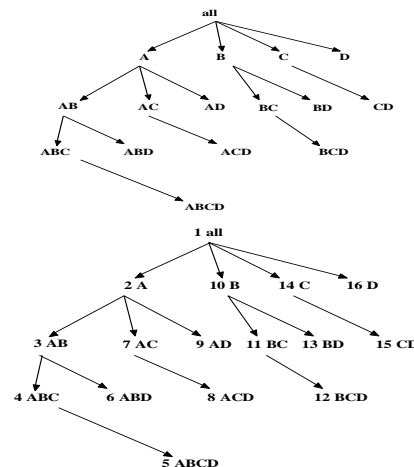 all
A B C D
AB AC AD BC BD CD
ABC ABD ACD BCD
ABCD
1 all
2 A 10 B 14 C 16 D
3 AB 7 AC 9 AD 11 BC 13 BD 15 CD
4 ABC 6 ABD 8 ACD 12 BCD
5 ABCD